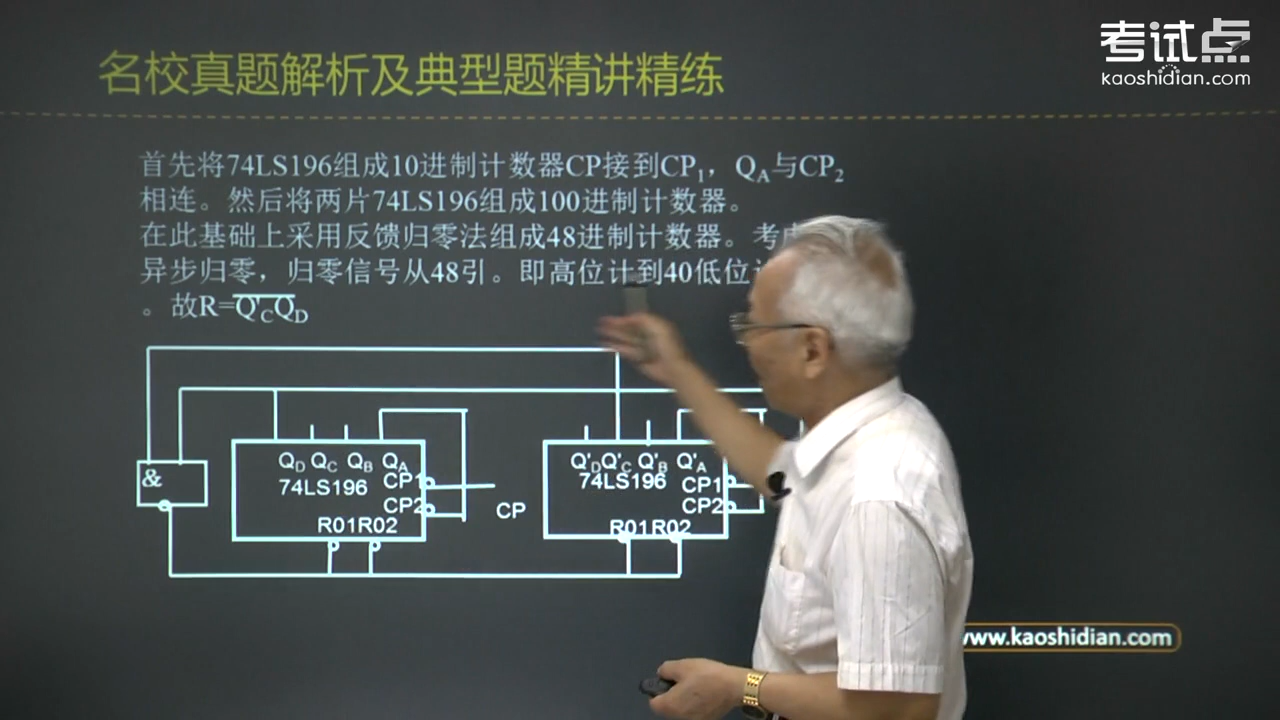 考试点
kaoshidian.com
名校真题解析及典型题精讲精练
首先将74LS196组成10进制计数器CP接到CP1，QA与CP2
相连。然后将两片74LS196组成100进制计数器。
在此基础上采用反馈归零法组成48进制计数器。考
异步归零，归零信号从48引。即高位计到40低位
。故R=Q'CQD
&
QD QC QB QA
74LS196
CP1
CP2
R01R02
CP
Q'DQ'C Q'B Q'A
74LS196
CP1
CP2
R01R02
www.kaoshidian.com